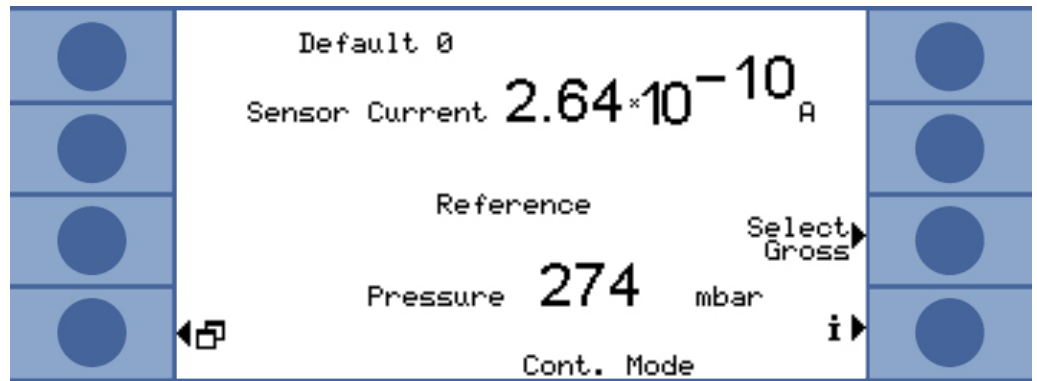 Default 0
Sensor Current 2.64×10⁻¹⁰ A
Reference
Select
Gross
Pressure 274 mbar
i
Cont. Mode